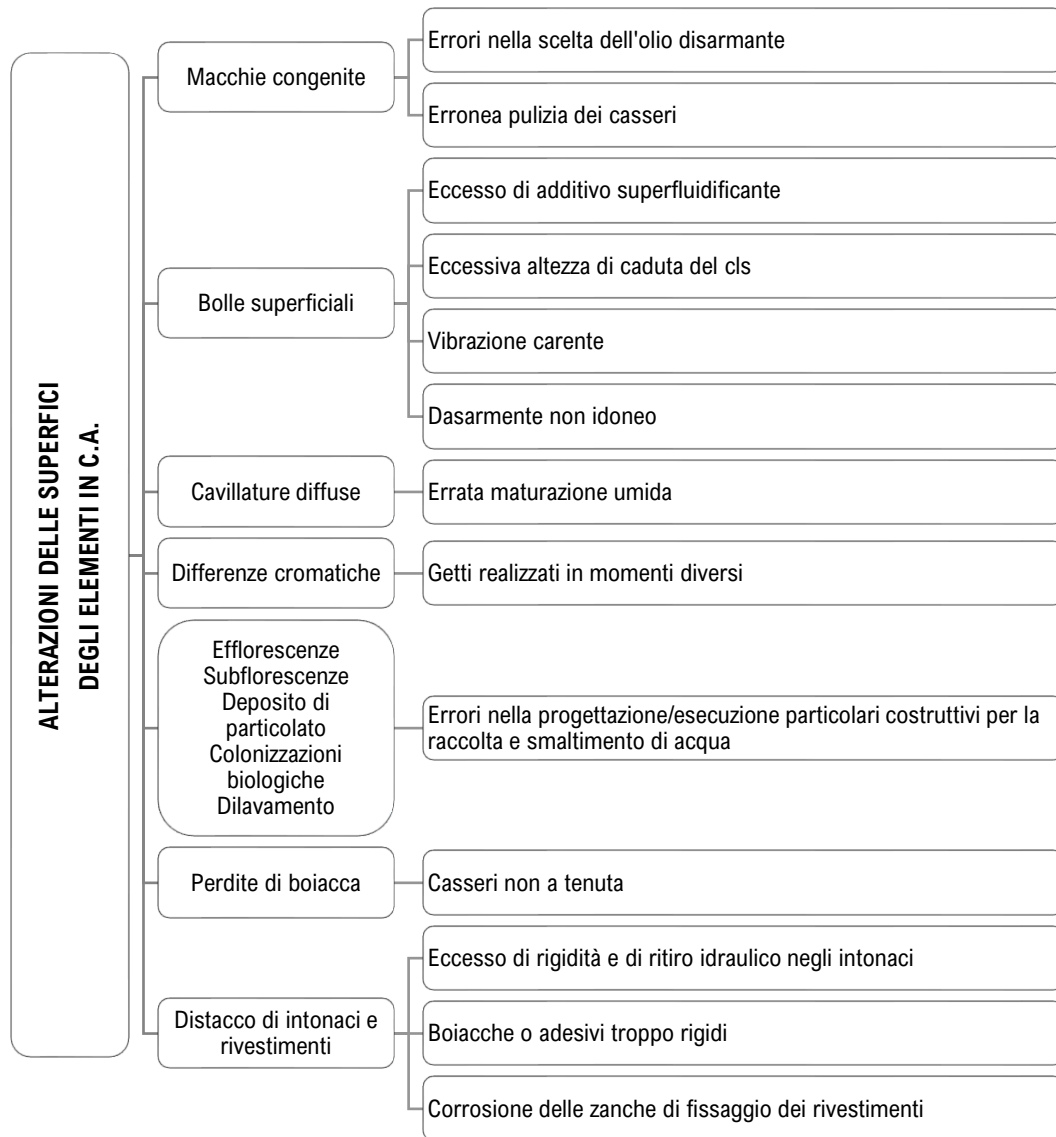 ALTERAZIONI DELLE SUPERFICI
DEGLI ELEMENTI IN C.A.
Macchie congenite
Errori nella scelta dell'olio disarmante
Erronea pulizia dei casseri
Bolle superficiali
Eccesso di additivo superfluidificante
Eccessiva altezza di caduta del cls
Vibrazione carente
Dasarmente non idoneo
Cavillature diffuse
Errata maturazione umida
Differenze cromatiche
Getti realizzati in momenti diversi
Efflorescenze
Subflorescenze
Deposito di
particolato
Colonizzazioni
biologiche
Dilavamento
Errori nella progettazione/esecuzione particolari costruttivi per la
raccolta e smaltimento di acqua
Perdite di boiacca
Casseri non a tenuta
Distacco di intonaci e
rivestimenti
Eccesso di rigidità e di ritiro idraulico negli intonaci
Boiacche o adesivi troppo rigidi
Corrosione delle zanche di fissaggio dei rivestimenti